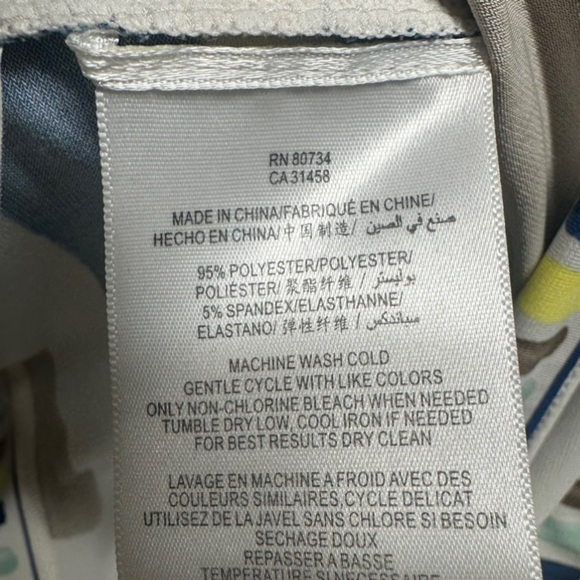 RN 80734
CA 31458
MADE IN CHINA/FABRIQUÉ EN CHINE/
HECHO EN CHINA/中国制造/ صنع في الصين/
95% POLYESTER/POLYESTER/
POLIÉSTER/ 聚酯纤维 / بوليستر/
5% SPANDEX/ELASTHANNE/
ELASTANO/ 弹性纤维 / سباندكس/
MACHINE WASH COLD
GENTLE CYCLE WITH LIKE COLORS
ONLY NON-CHLORINE BLEACH WHEN NEEDED
TUMBLE DRY LOW, COOL IRON IF NEEDED
FOR BEST RESULTS DRY CLEAN
LAVAGE EN MACHINE A FROID AVEC DES
COULEURS SIMILAIRES, CYCLE DELICAT
UTILISEZ DE LA JAVEL SANS CHLORE SI BESOIN
SECHAGE DOUX
REPASSER A BASSE
TEMPERATURE SI NECESSAIRE